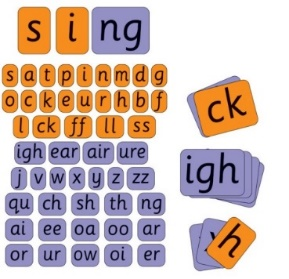 s i ng
s a t p i n m d g
o c k e u r h b f
l ck ff ll ss
igh ear air ure
j v w x y z zz
qu ch sh th ng
ai ee oa oo ar
or ur ow oi er
ck
igh
h